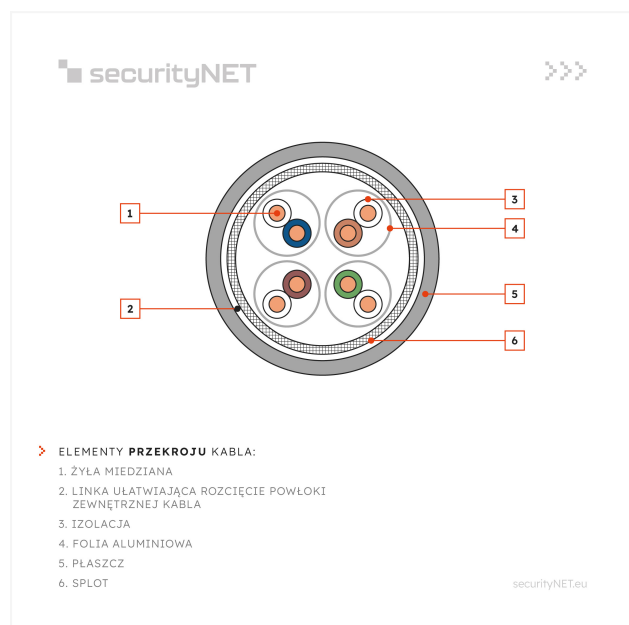 securityNET
1
3
4
5
2
6
ELEMENTY PRZEKROJU KABLA:
1. ŻYŁA MIEDZIANA
2. LINKA UŁATWIAJĄCA ROZCIĘCIE POWŁOKI
ZEWNĘTRZNEJ KABLA
3. IZOLACJA
4. FOLIA ALUMINIOWA
5. PŁASZCZ
6. SPLOT
securityNET.eu